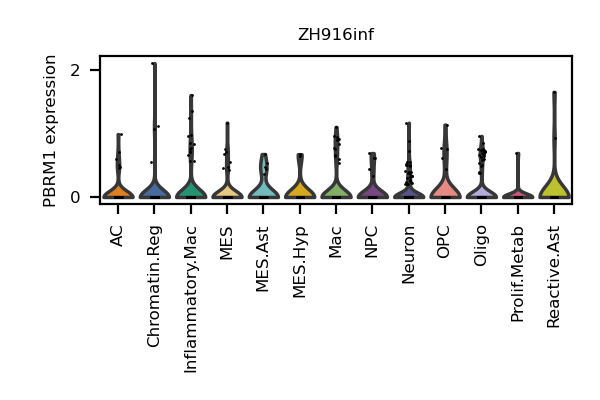 ZH916inf
PBRM1 expression
2
0
AC
Chromatin.Reg
Inflammatory.Mac
MES
MES.Ast
MES.Hyp
Mac
NPC
Neuron
OPC
Oligo
Prolif.Metab
Reactive.Ast